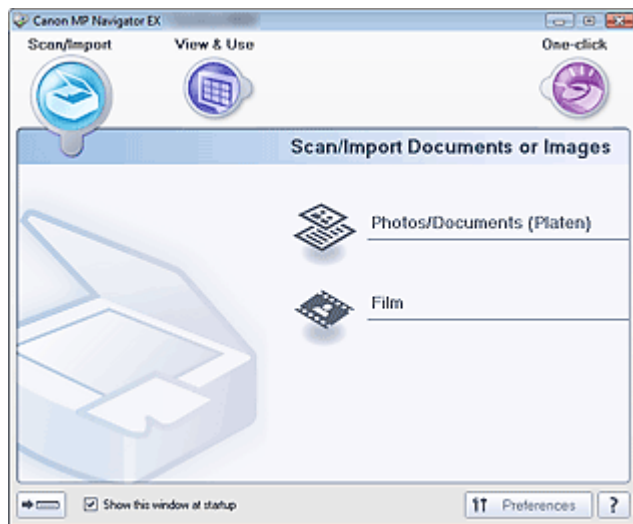 Canon MP Navigator EX
Scan/Import View & Use One-click
Scan/Import Documents or Images
Photos/Documents (Platen)
Film
Show this window at startup Preferences ?